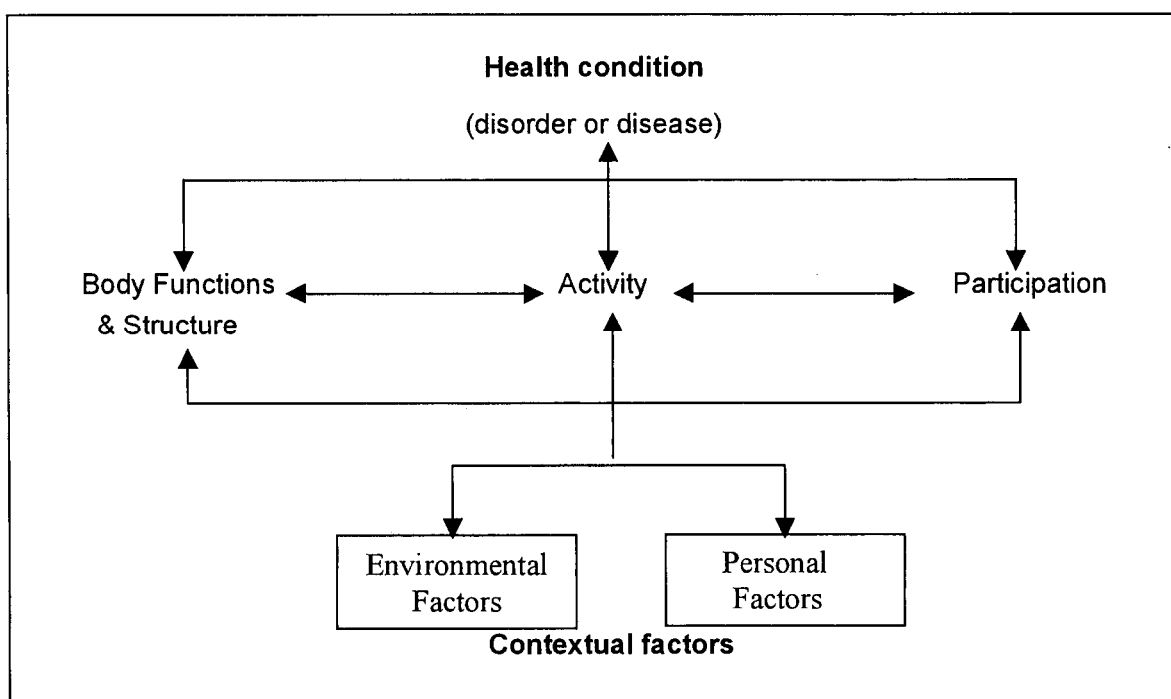 Health condition
(disorder or disease)
Body Functions
& Structure
Activity
Participation
Environmental
Factors
Personal
Factors
Contextual factors